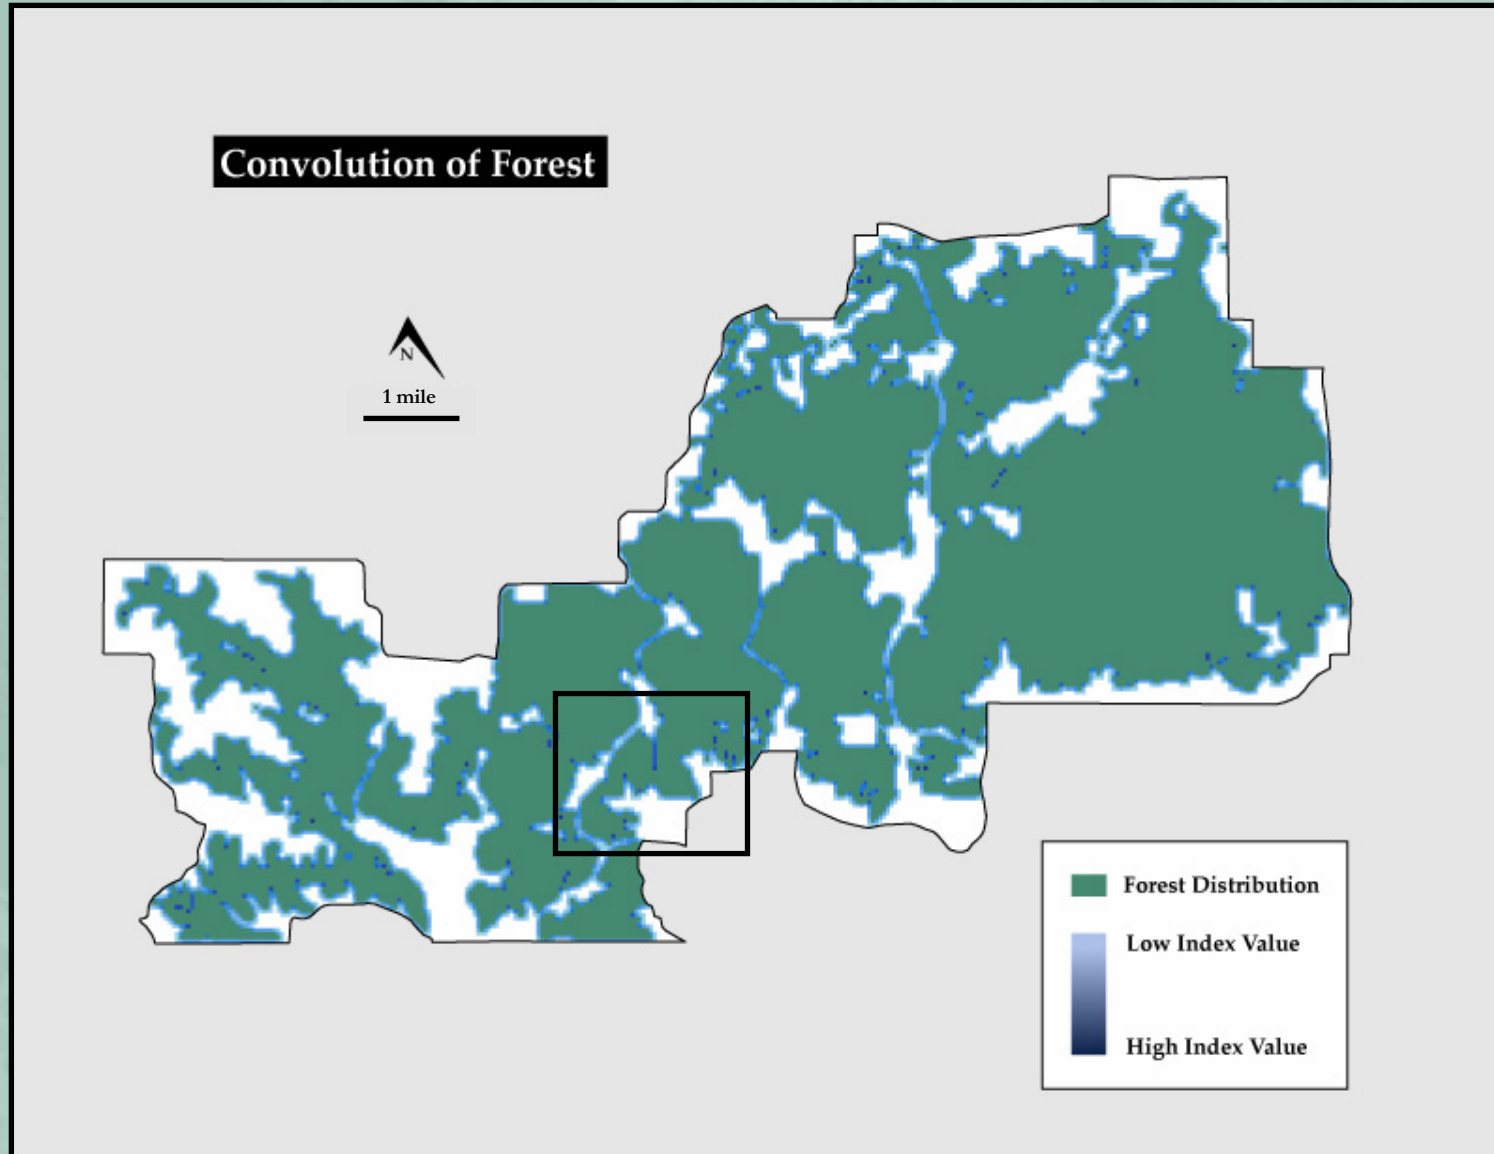 Convolution of Forest
N
1 mile
Forest Distribution
Low Index Value
High Index Value